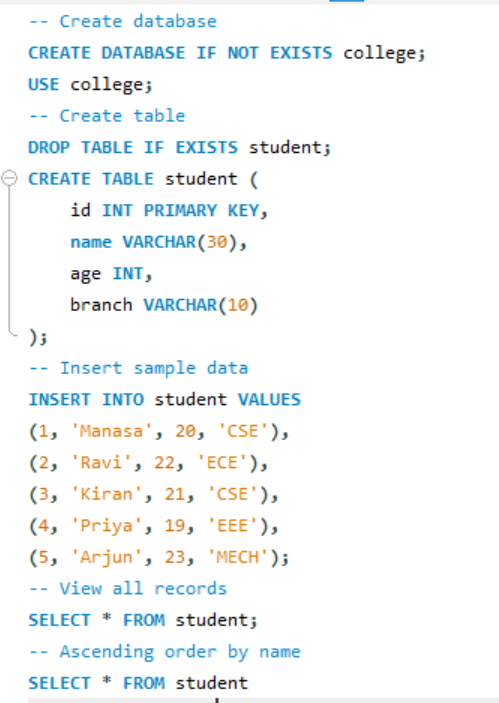 -- Create database
CREATE DATABASE IF NOT EXISTS college;
USE college;
-- Create table
DROP TABLE IF EXISTS student;
CREATE TABLE student (
    id INT PRIMARY KEY,
    name VARCHAR(30),
    age INT,
    branch VARCHAR(10)
);
-- Insert sample data
INSERT INTO student VALUES
(1, 'Manasa', 20, 'CSE'),
(2, 'Ravi', 22, 'ECE'),
(3, 'Kiran', 21, 'CSE'),
(4, 'Priya', 19, 'EEE'),
(5, 'Arjun', 23, 'MECH');
-- View all records
SELECT * FROM student;
-- Ascending order by name
SELECT * FROM student